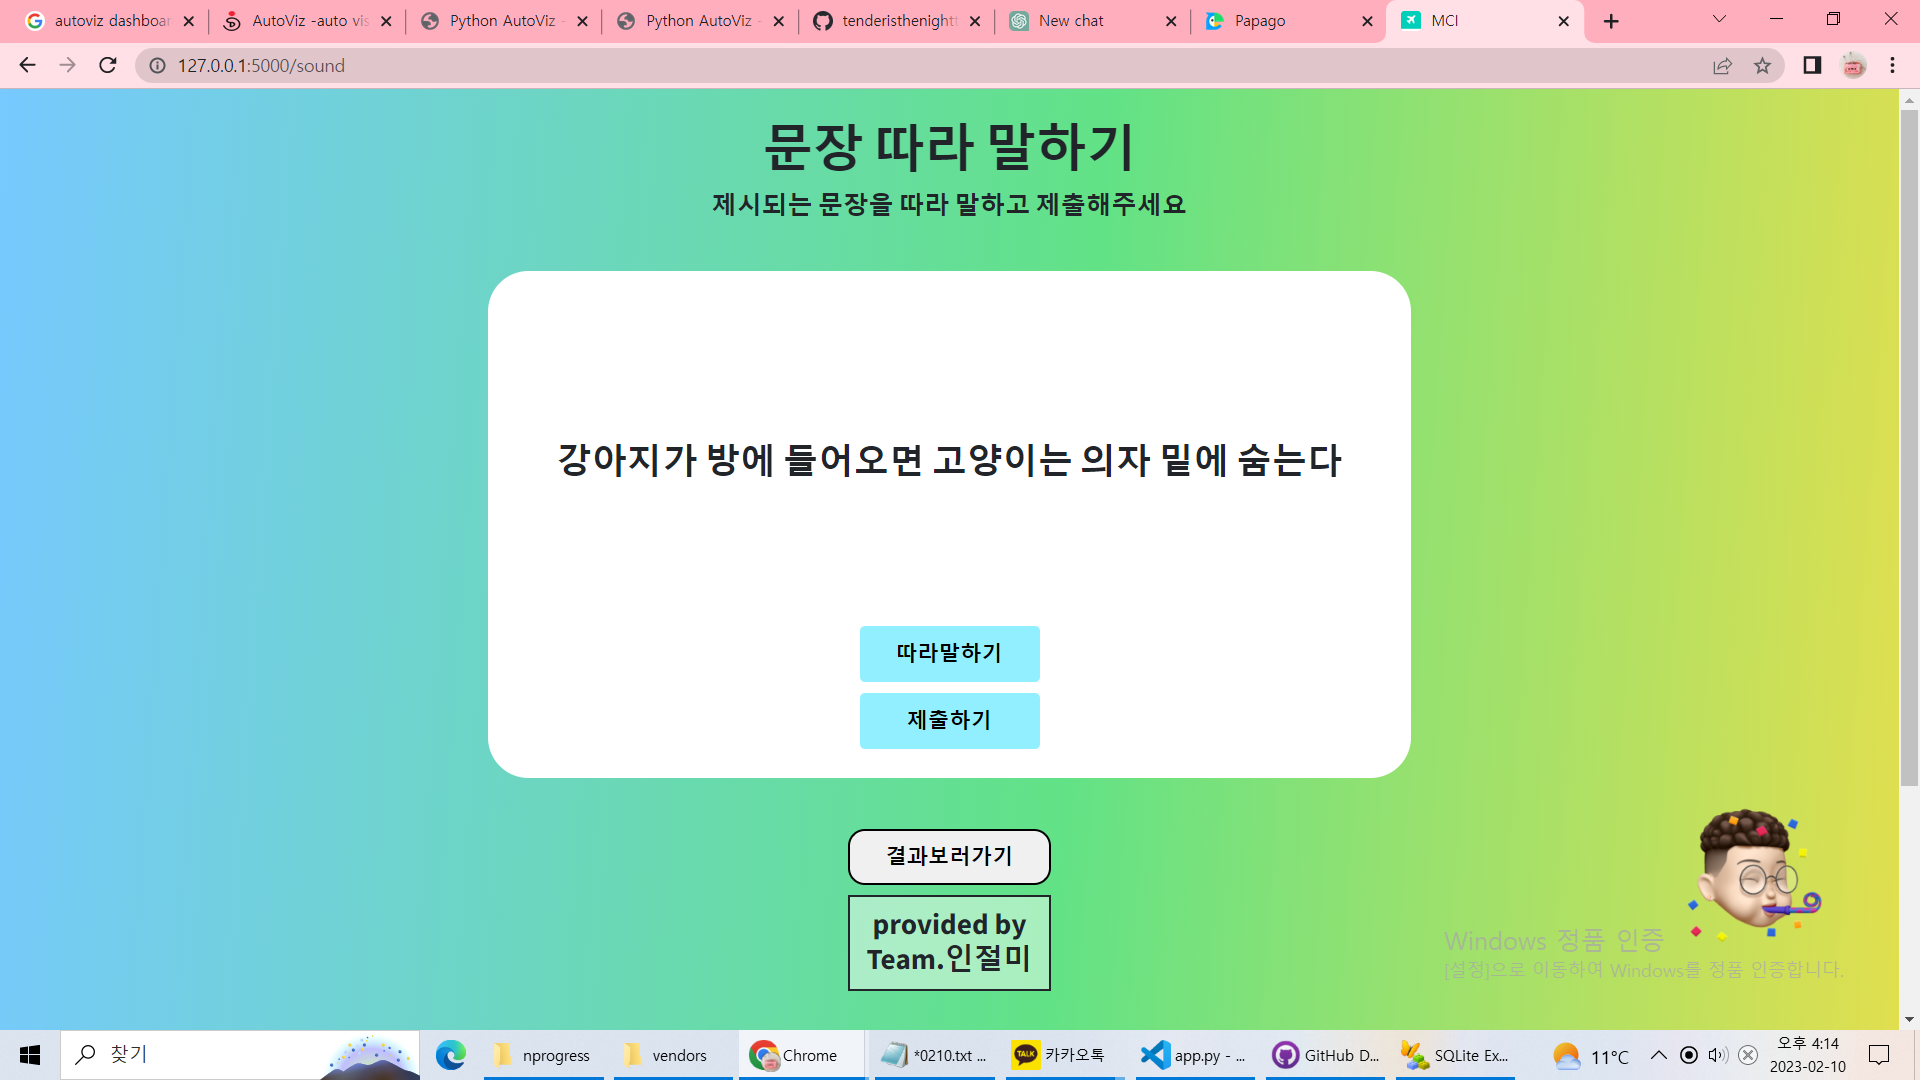 autoviz dashboar
AutoViz -auto vis
Python AutoViz -
Python AutoViz -
tenderisthenightt
New chat
Papago
MCI
127.0.0.1:5000/sound
문장 따라 말하기
제시되는 문장을 따라 말하고 제출해주세요
강아지가 방에 들어오면 고양이는 의자 밑에 숨는다
따라말하기
제출하기
결과보러가기
provided by
Team.인절미
Windows 정품 인증
[설정]으로 이동하여 Windows를 정품 인증합니다.
찾기
nprogress
vendors
Chrome
*0210.txt ...
TALK
카카오톡
app.py - ...
GitHub D...
SQLite Ex...
11°C
오후 4:14
2023-02-10